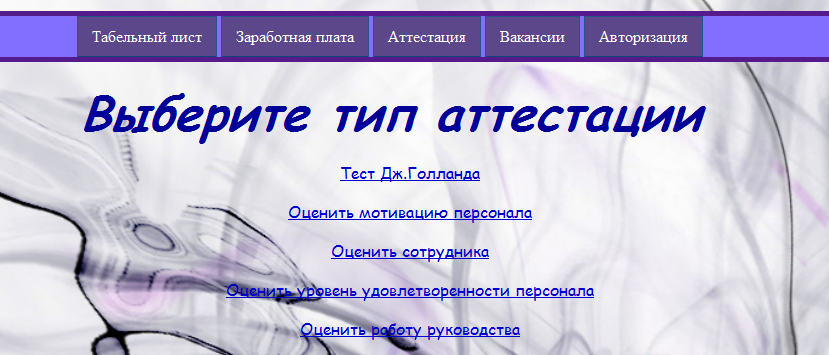 Табельный лист Заработная плата Аттестация Вакансии Авторизация
Выберите тип аттестации
Тест Дж.Голланда
Оценить мотивацию персонала
Оценить сотрудника
Оценить уровень удовлетворенности персонала
Оценить работу руководства